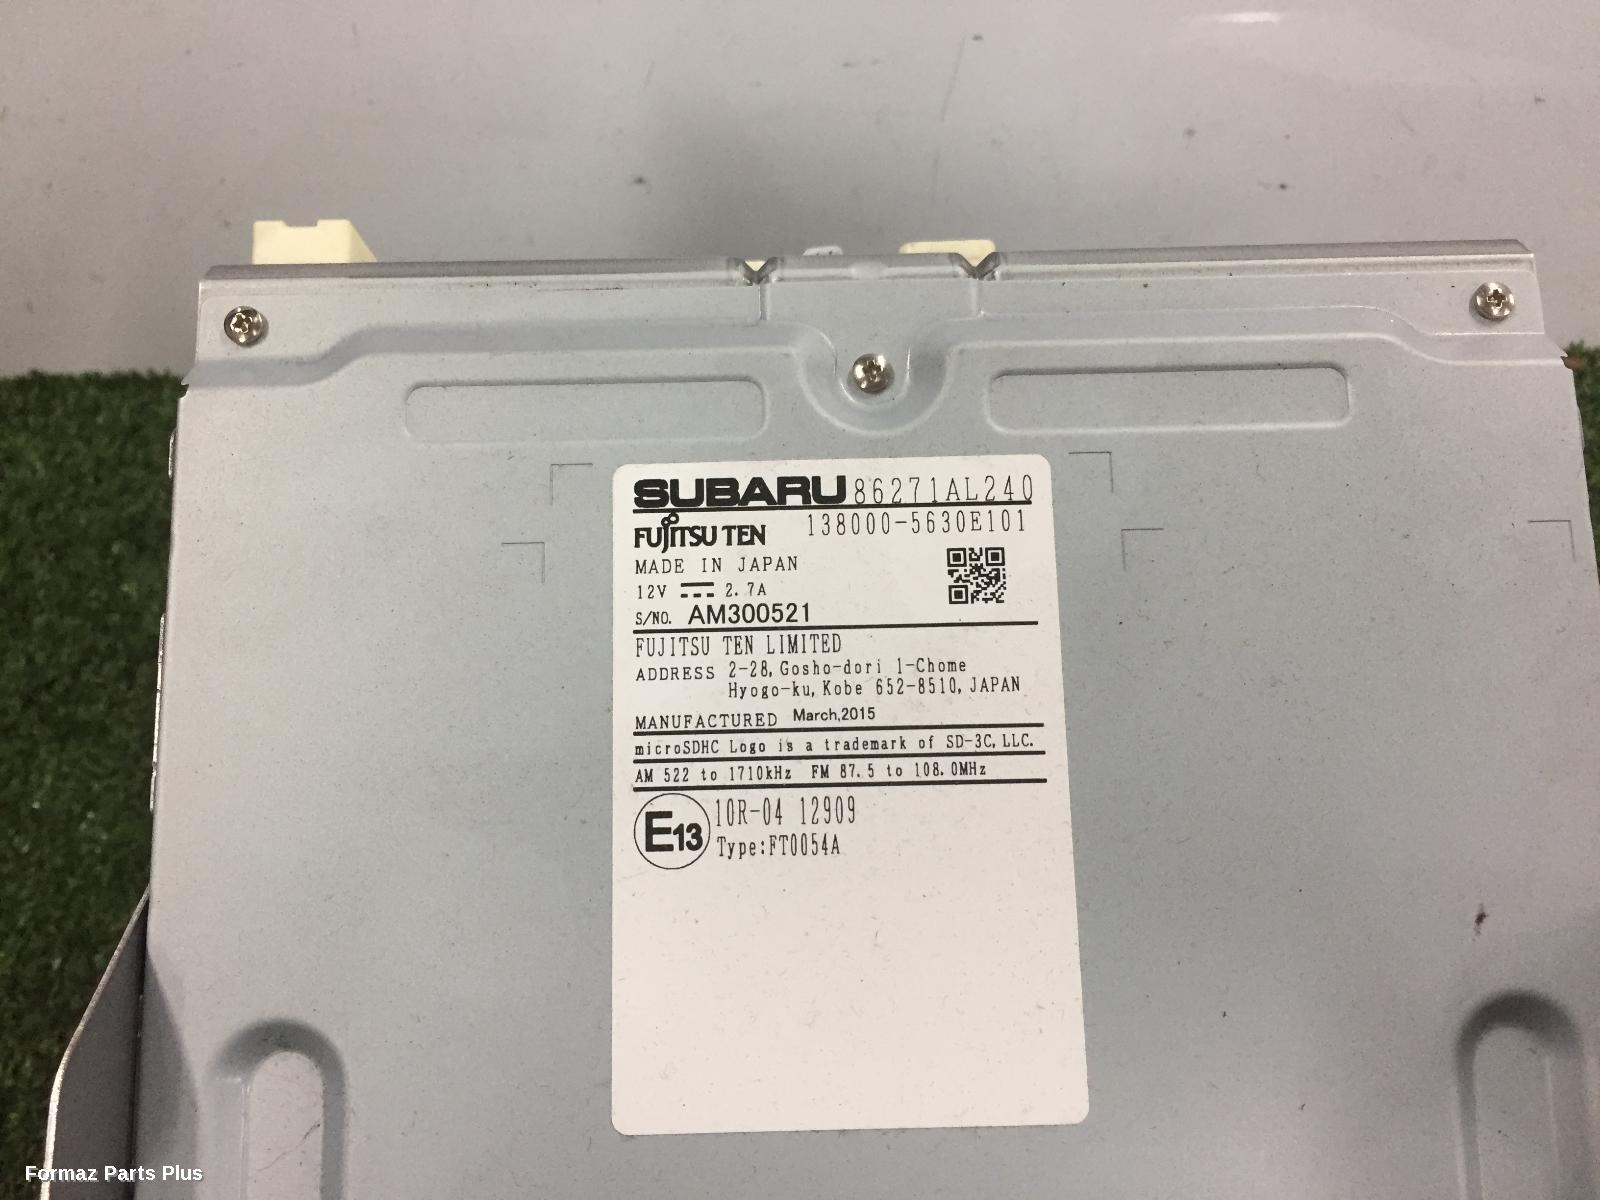 SUBARU 86271AL240
FUJITSU TEN 138000-5630E101
MADE IN JAPAN
12V 2.7A
S/NO. AM300521
FUJITSU TEN LIMITED
ADDRESS 2-28, Gosho-dori 1-Chome
Hyogo-ku, Kobe 652-8510, JAPAN
MANUFACTURED March,2015
microSDHC Logo is a trademark of SD-3C, LLC.
AM 522 to 1710kHz FM 87.5 to 108.0MHz
E13 10R-04 12909
Type:FT0054A
Formaz Parts Plus